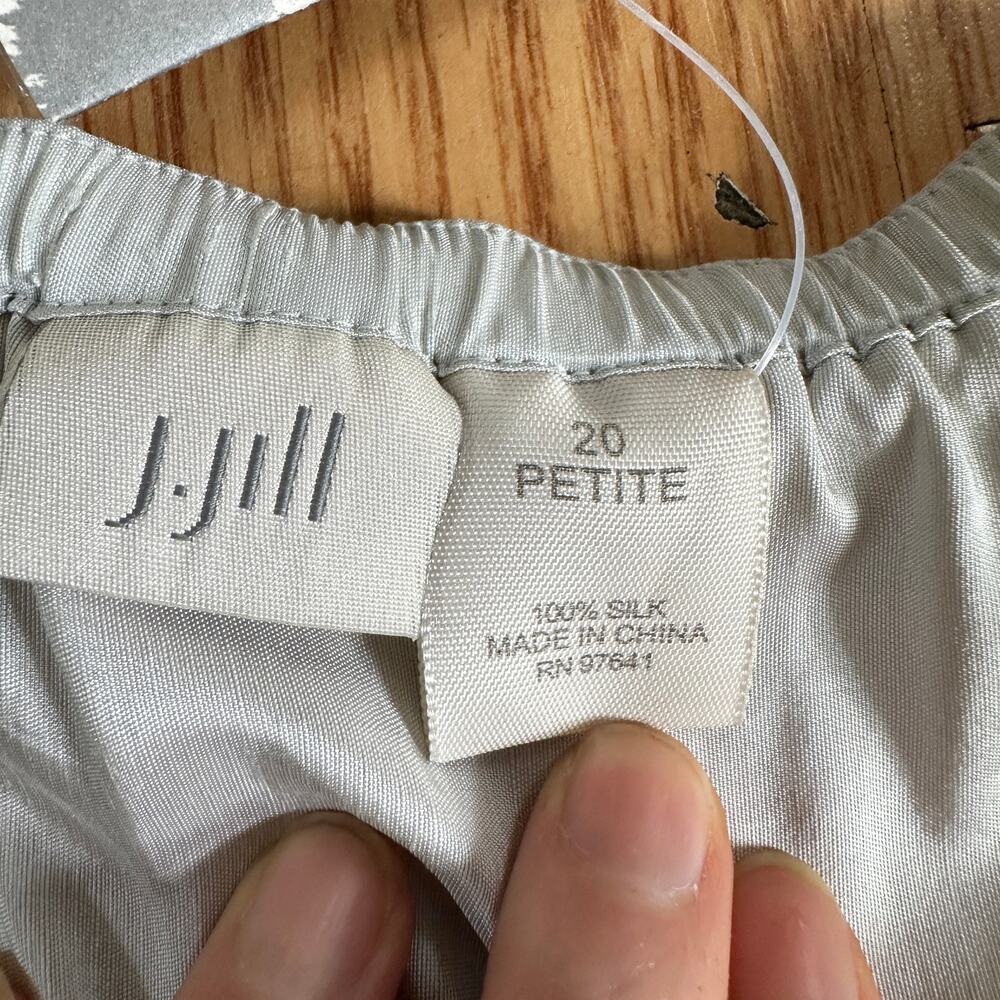 J.Jill
20
PETITE
100% SILK
MADE IN CHINA
RN 97641